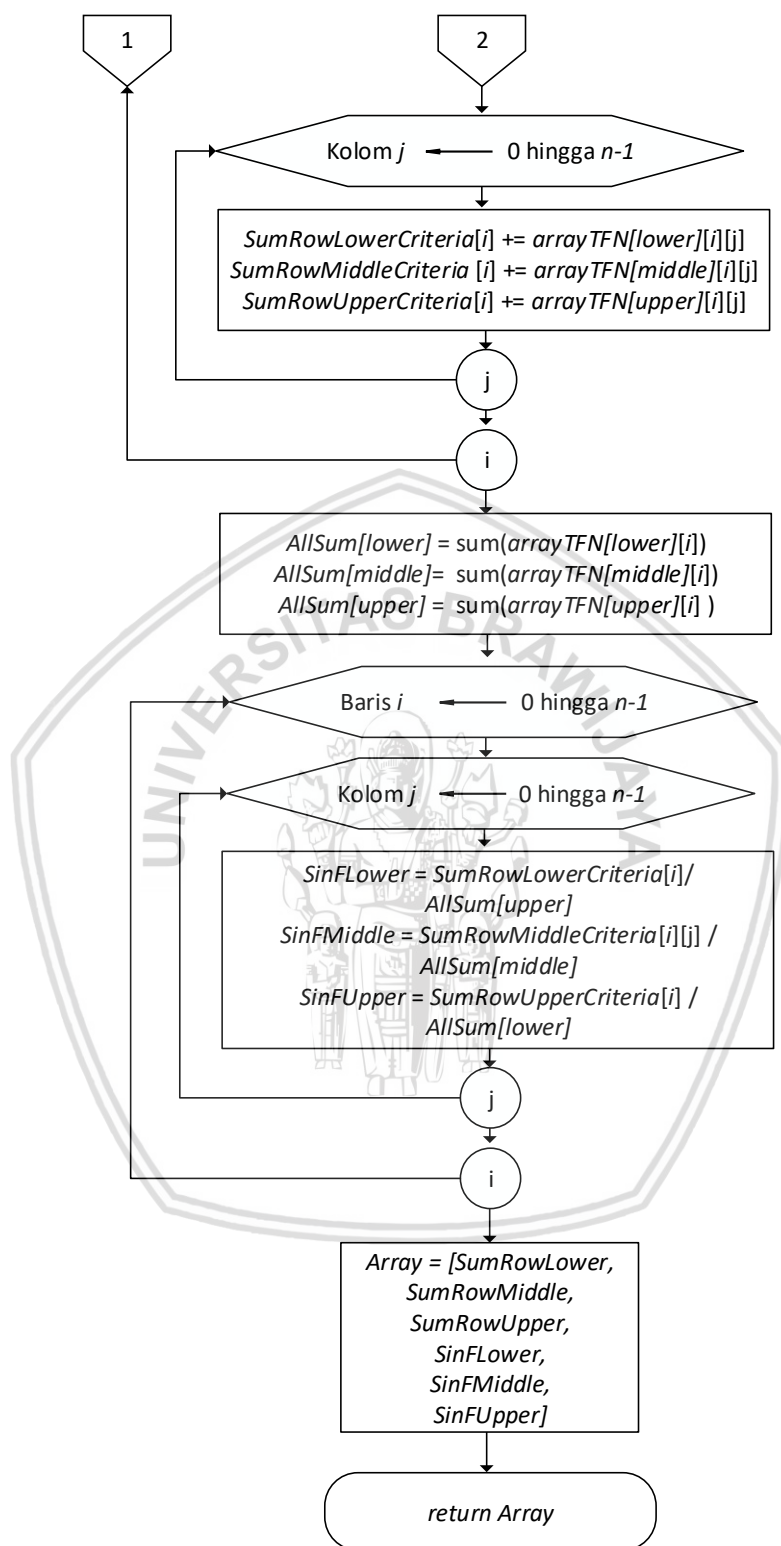 1
2
Kolom j ← 0 hingga n-1
SumRowLowerCriteria[i] += arrayTFN[lower][i][j]
SumRowMiddleCriteria [i] += arrayTFN[middle][i][j]
SumRowUpperCriteria[i] += arrayTFN[upper][i][j]
j
i
AllSum[lower] = sum(arrayTFN[lower][i])
AllSum[middle]= sum(arrayTFN[middle][i])
AllSum[upper] = sum(arrayTFN[upper][i] )
UNIVERSITAS BRAWIJAYA
Baris i ← 0 hingga n-1
Kolom j ← 0 hingga n-1
SinFLower = SumRowLowerCriteria[i]/
AllSum[upper]
SinFMiddle = SumRowMiddleCriteria[i][j] /
AllSum[middle]
SinFUpper = SumRowUpperCriteria[i] /
AllSum[lower]
j
i
Array = [SumRowLower,
SumRowMiddle,
SumRowUpper,
SinFLower,
SinFMiddle,
SinFUpper]
return Array